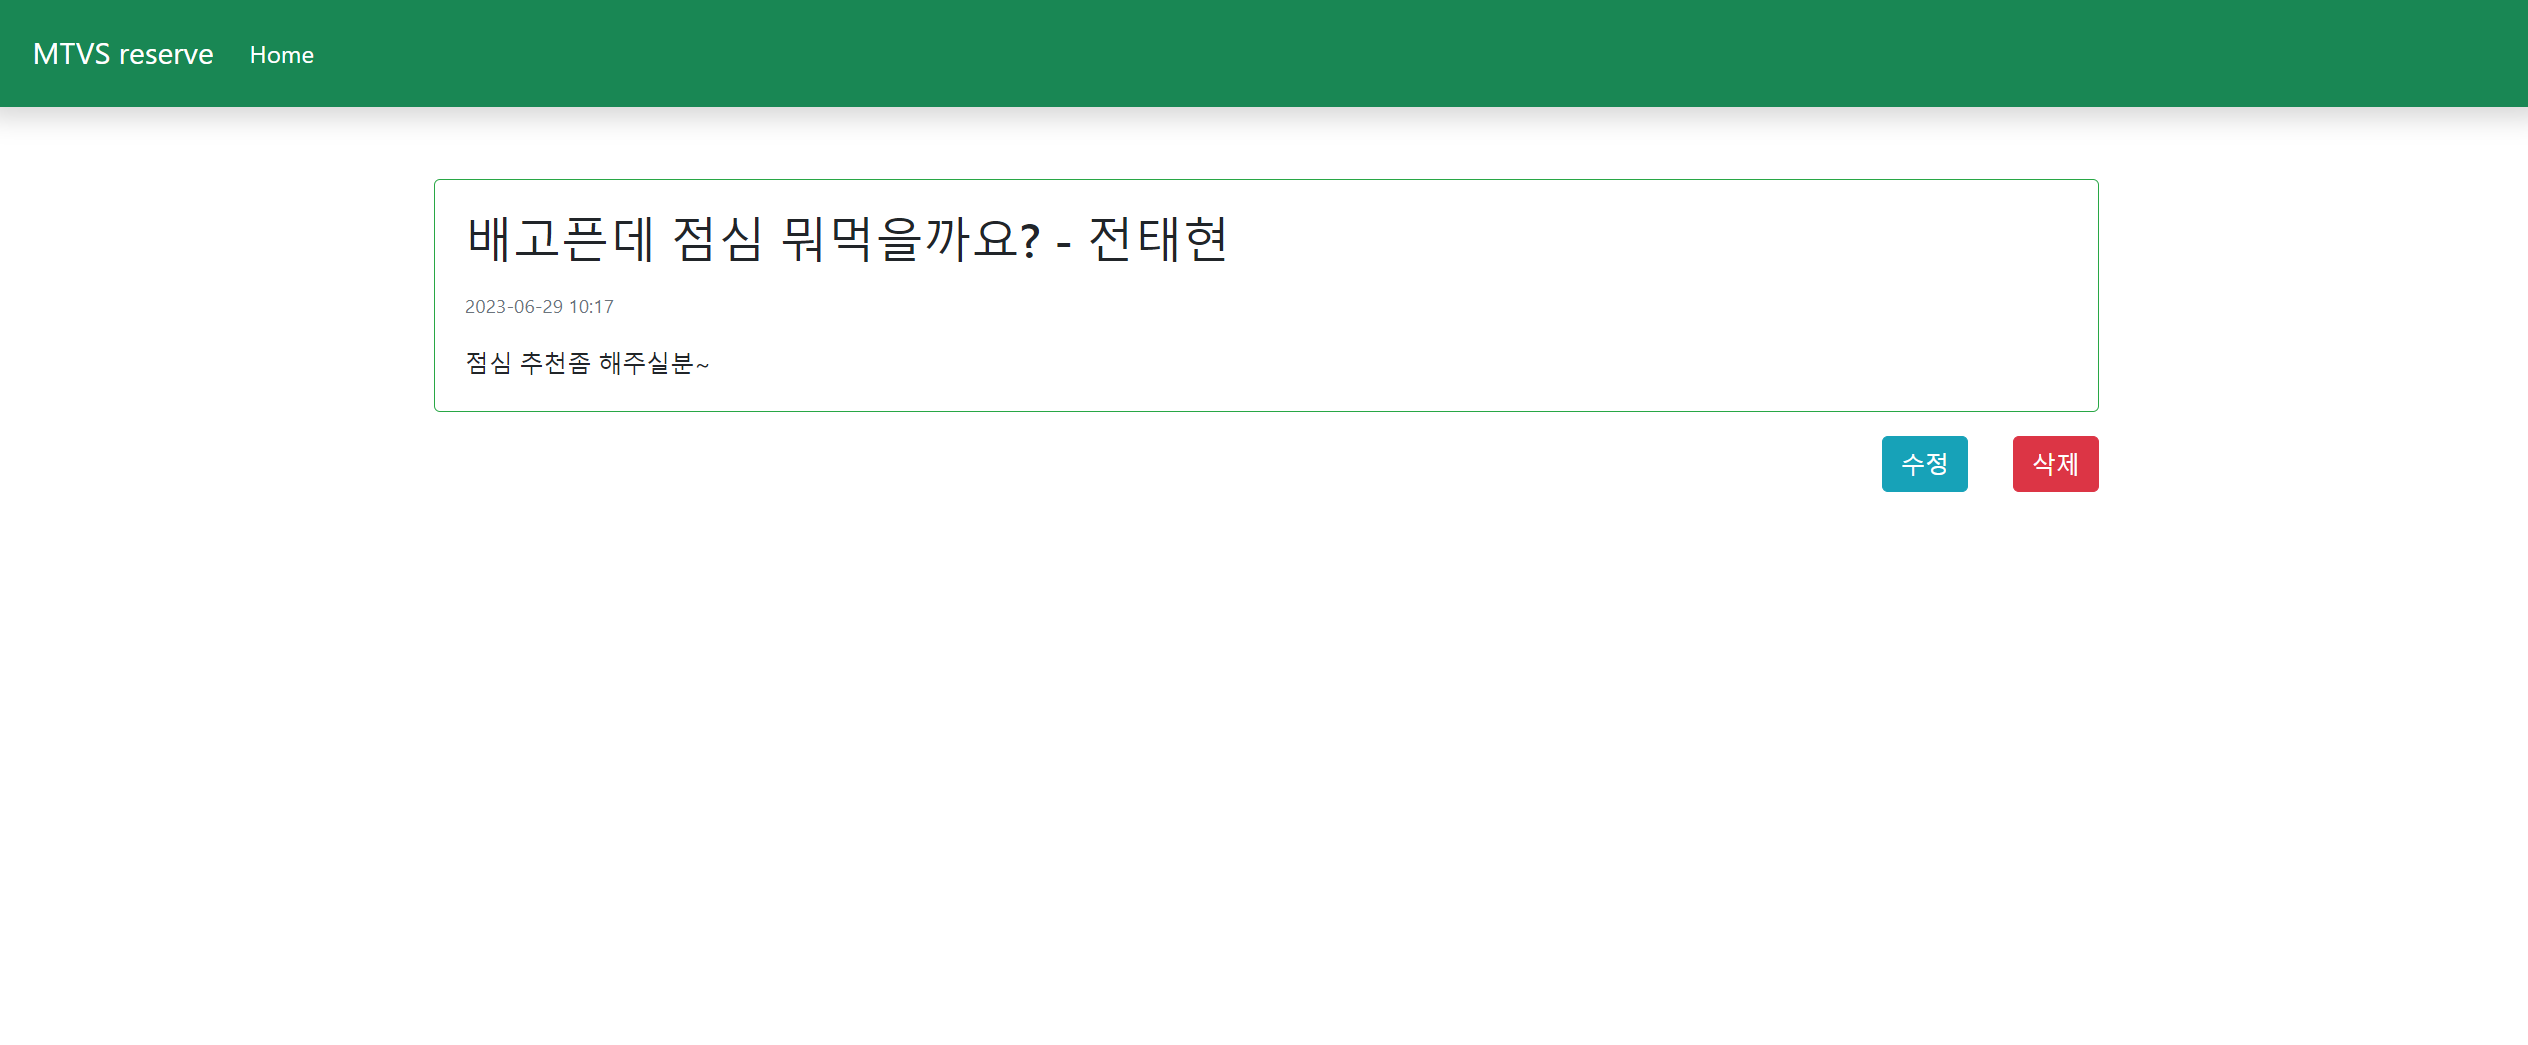 MTVS reserve Home
배고픈데 점심 뭐먹을까요? - 전태현
2023-06-29 10:17
점심 추천좀 해주실분~
수정 삭제